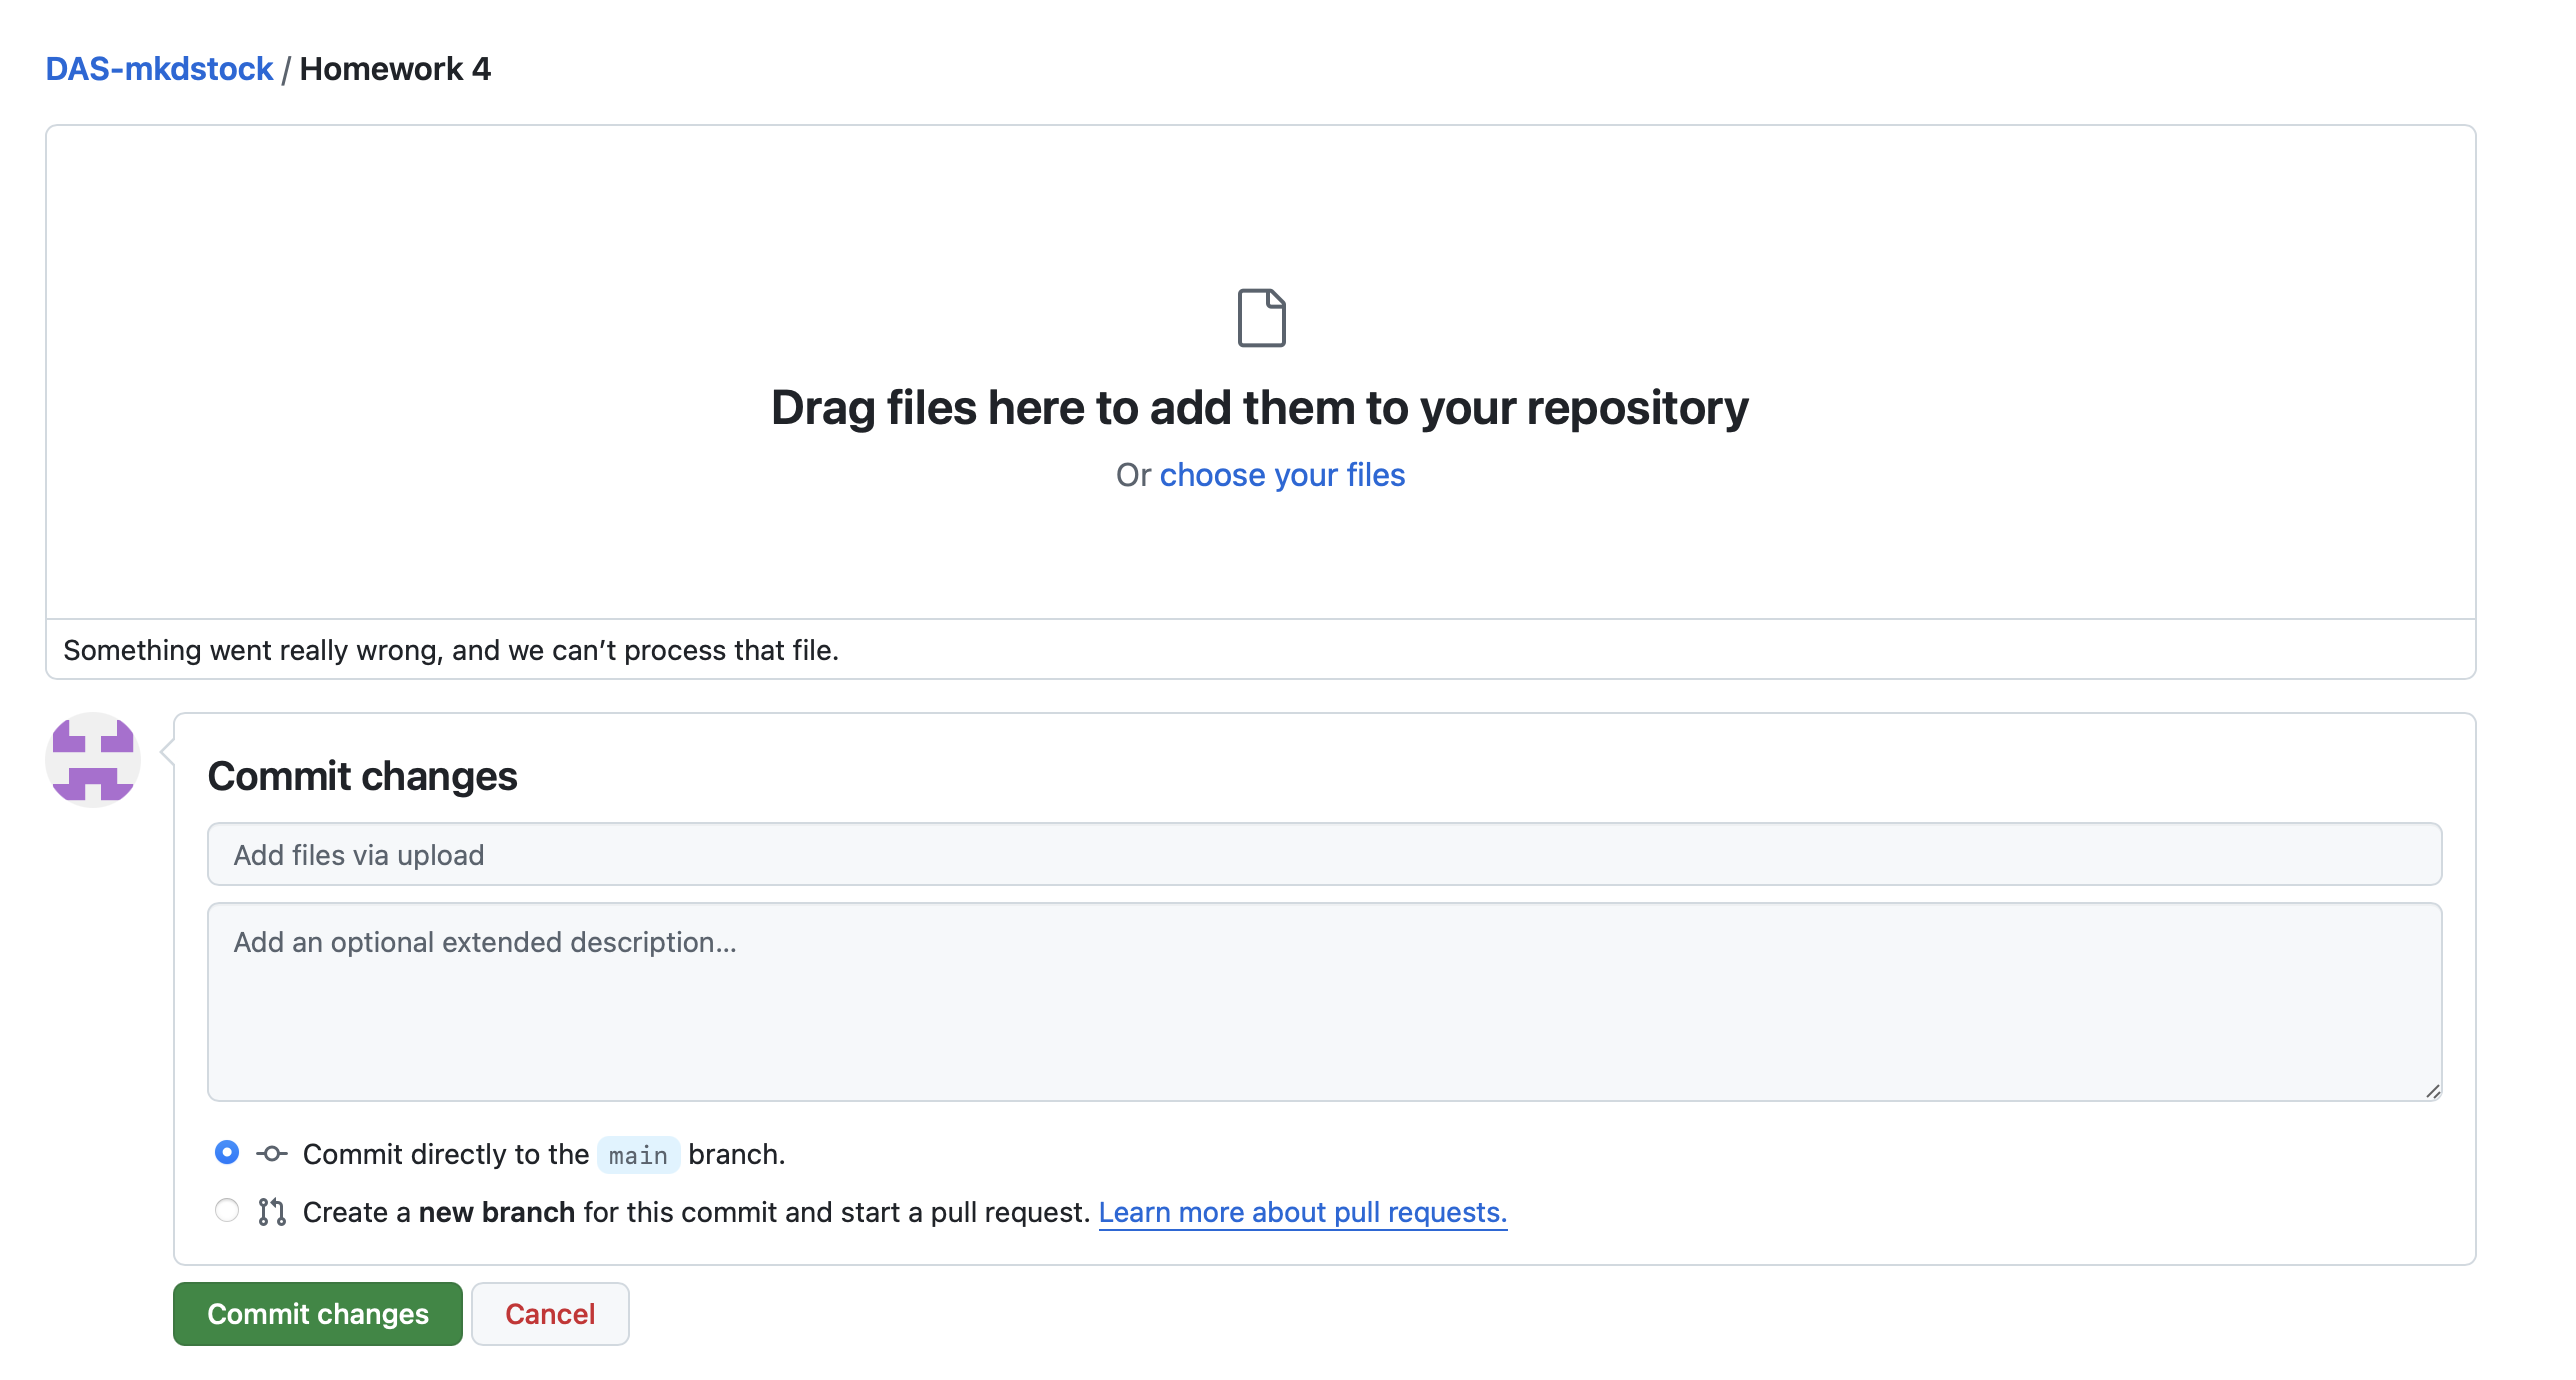 DAS-mkdstock / Homework 4
Drag files here to add them to your repository
Or choose your files
Something went really wrong, and we can’t process that file.
Commit changes
Add files via upload
Add an optional extended description...
Commit directly to the main branch.
Create a new branch for this commit and start a pull request. Learn more about pull requests.
Commit changes Cancel